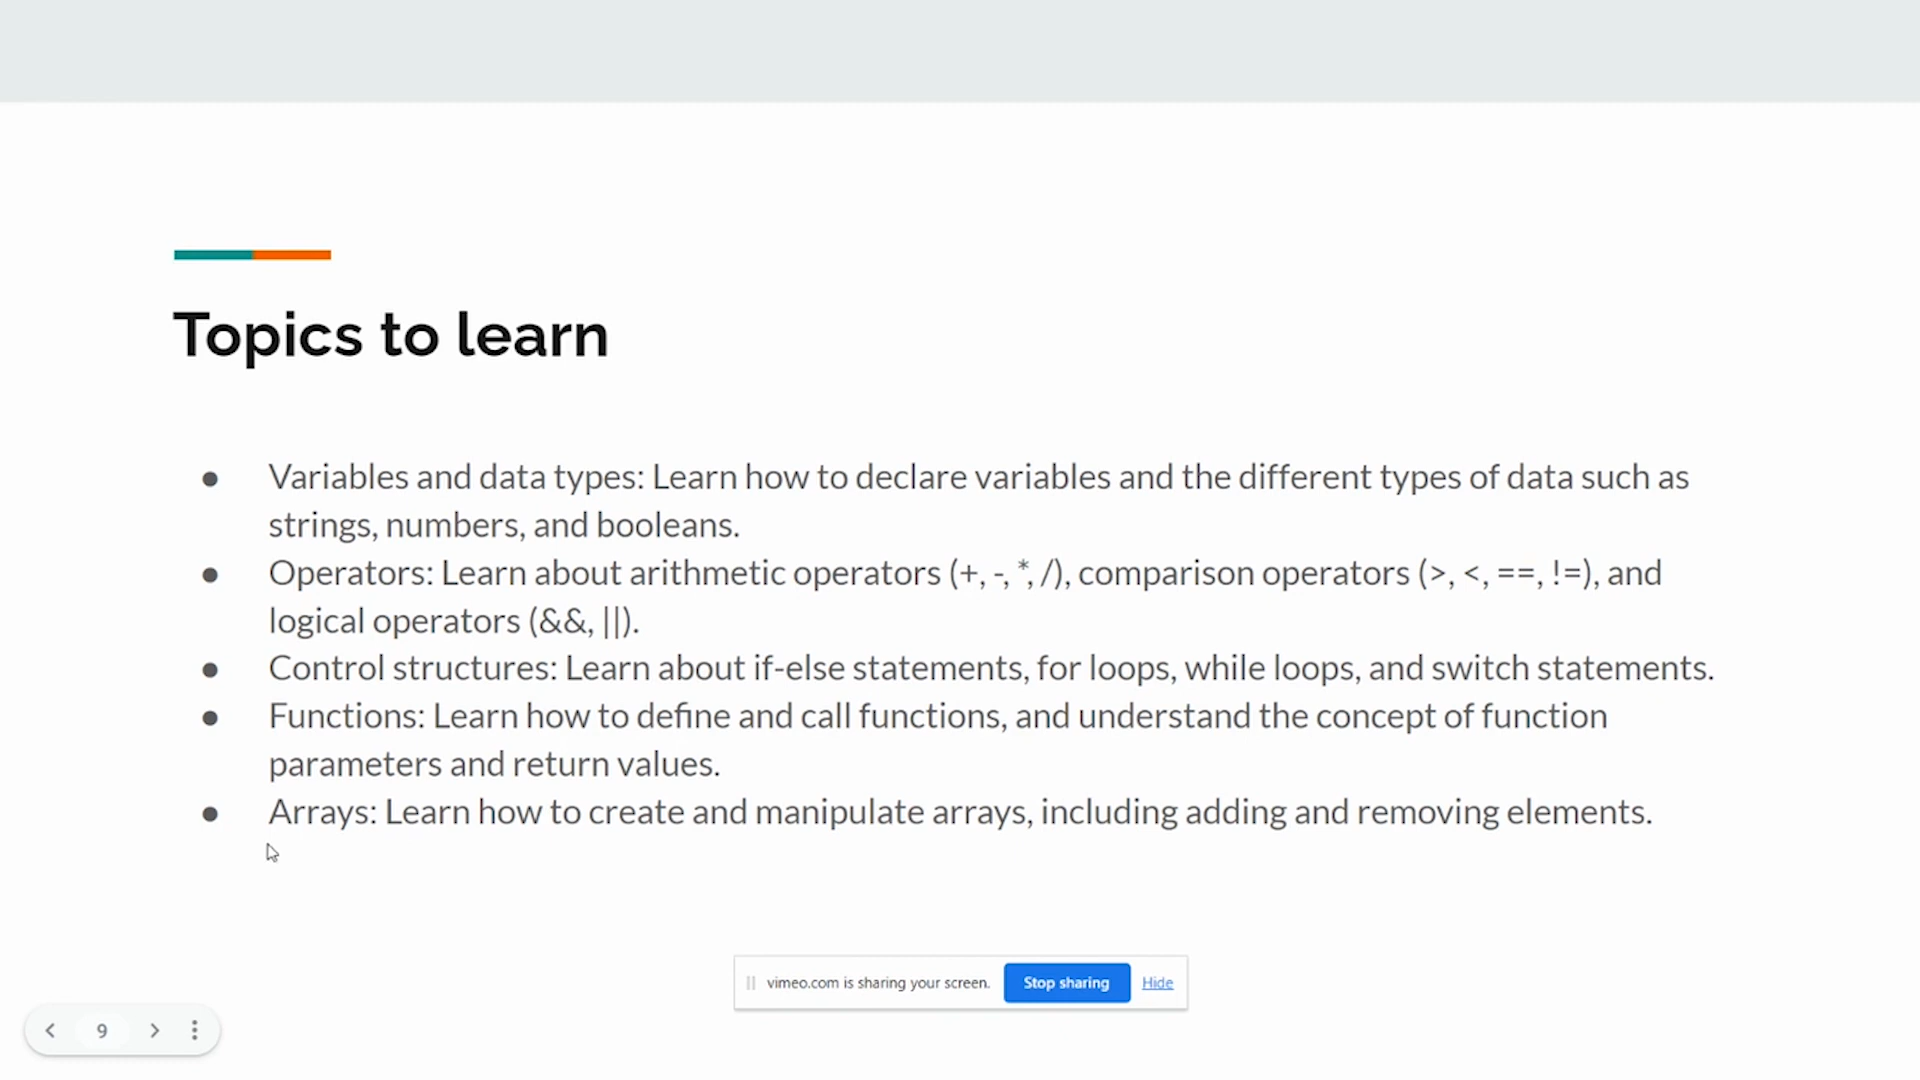 Topics to learn
● Variables and data types: Learn how to declare variables and the different types of data such as
strings, numbers, and booleans.
● Operators: Learn about arithmetic operators (+, -, *, /), comparison operators (>, <, ==, !=), and
logical operators (&&, ||).
● Control structures: Learn about if-else statements, for loops, while loops, and switch statements.
● Functions: Learn how to define and call functions, and understand the concept of function
parameters and return values.
● Arrays: Learn how to create and manipulate arrays, including adding and removing elements.
vimeo.com is sharing your screen. Stop sharing Hide
9